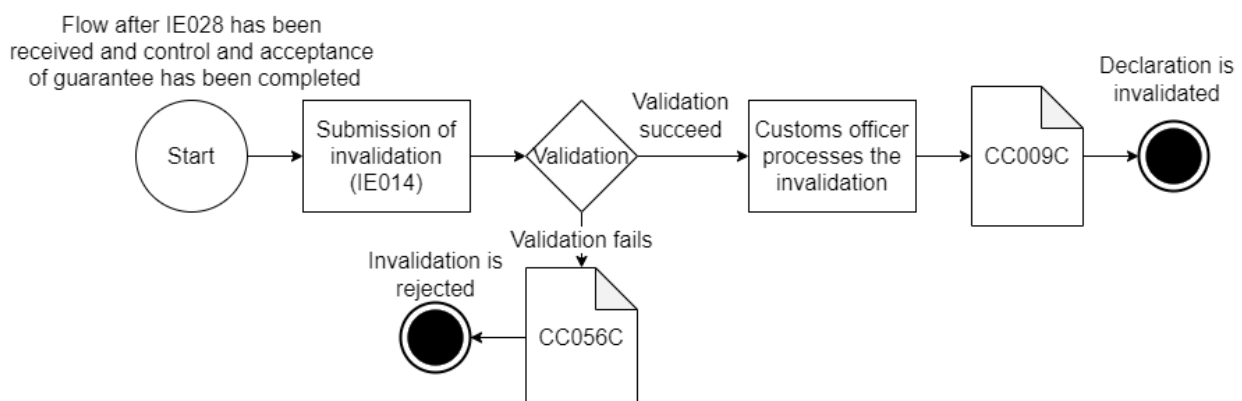 Flow after IE028 has been
received and control and acceptance
of guarantee has been completed
Start
Submission of
invalidation
(IE014)
Validation
Validation
succeed
Customs officer
processes the
invalidation
CC009C
Declaration is
invalidated
Validation fails
Invalidation is
rejected
CC056C